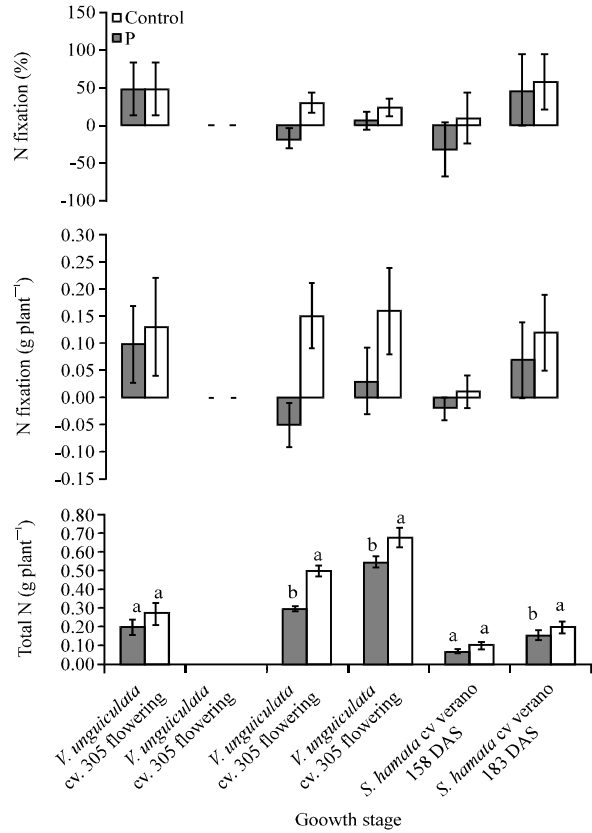 Control
P
N fixation (%)
150
100
50
0
-50
-100
N fixation (g plant⁻¹)
0.30
0.25
0.20
0.15
0.10
0.05
0.00
-0.05
-0.10
0.15
Total N (g plant⁻¹)
0.80
0.70
0.60
0.50
0.40
0.30
0.20
0.10
0.00
a a
b a
b a
a a
b a
V. unguiculata
cv. 305 flowering
V. unguiculata
cv. 305 flowering
V. unguiculata
cv. 305 flowering
V. unguiculata
cv. 305 flowering
S. hamata cv verano
158 DAS
S. hamata cv verano
183 DAS
Goowth stage